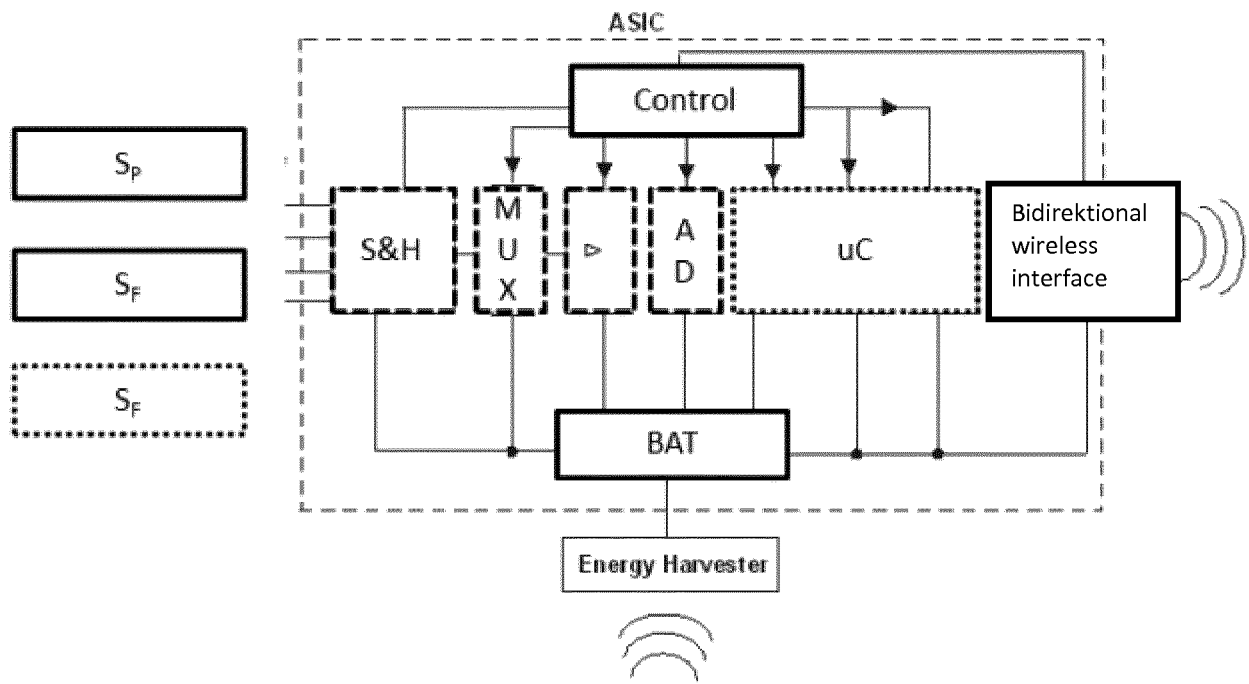 ASIC
Control
S_P
S_F
S_F
S&H
M
U
X
▷
A
D
uC
Bidirektional
wireless
interface
BAT
Energy Harvester